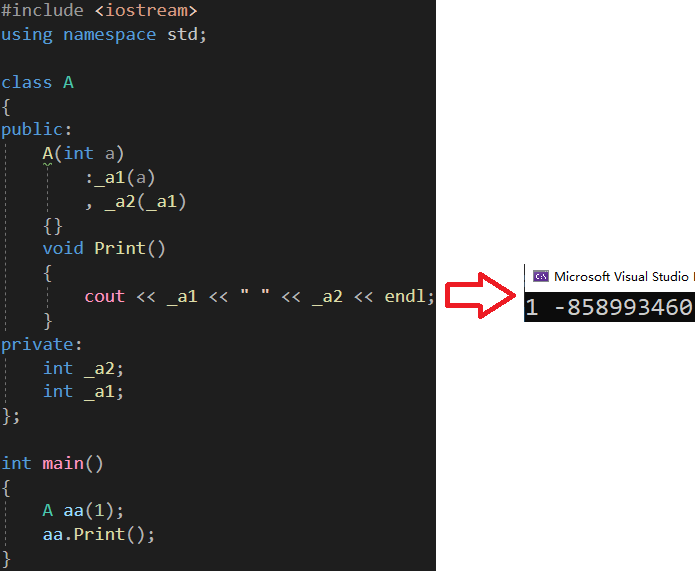 #include <iostream>
using namespace std;
class A
{
public:
A(int a)
:_a1(a)
, _a2(_a1)
{}
void Print()
{
cout << _a1 << " " << _a2 << endl;
}
private:
int _a2;
int _a1;
};
int main()
{
A aa(1);
aa.Print();
}
C:\
Microsoft Visual Studio
1 -858993460